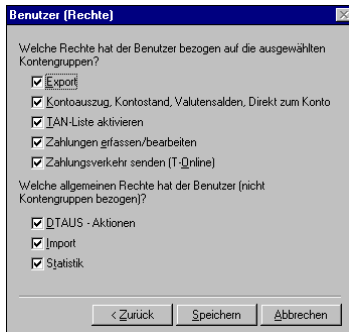 Benutzer (Rechte)
Welche Rechte hat der Benutzer bezogen auf die ausgewählten
Kontengruppen?
Export
Kontoauszug, Kontostand, Valutensalden, Direkt zum Konto
TAN-Liste aktivieren
Zahlungen erfassen/bearbeiten
Zahlungsverkehr senden (T-Online)
Welche allgemeinen Rechte hat der Benutzer (nicht
Kontengruppen bezogen)?
DTAUS - Aktionen
Import
Statistik
< Zurück
Speichern
Abbrechen